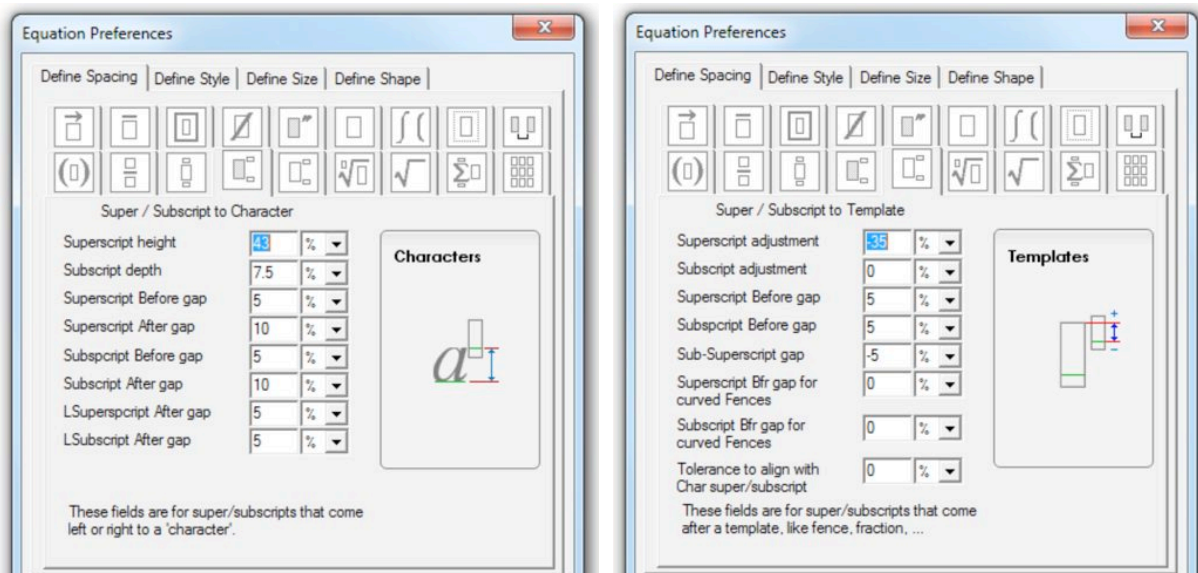 Equation Preferences
Define Spacing
Define Style
Define Size
Define Shape
Super / Subscript to Character
Superscript height 43 %
Subscript depth 7.5 %
Superscript Before gap 5 %
Superscript After gap 10 %
Subspcript Before gap 5 %
Subscript After gap 10 %
LSuperspcript After gap 5 %
LSubscript After gap 5 %
Characters
a
These fields are for super/subscripts that come
left or right to a 'character'.
Equation Preferences
Define Spacing
Define Style
Define Size
Define Shape
Super / Subscript to Template
Superscript adjustment -35 %
Subscript adjustment 0 %
Superscript Before gap 5 %
Subspcript Before gap 5 %
Sub-Superscript gap -5 %
Superscript Bfr gap for
curved Fences 0 %
Subscript Bfr gap for
curved Fences 0 %
Tolerance to align with
Char super/subscript 0 %
Templates
+
-
These fields are for super/subscripts that come
after a template, like fence, fraction, ...